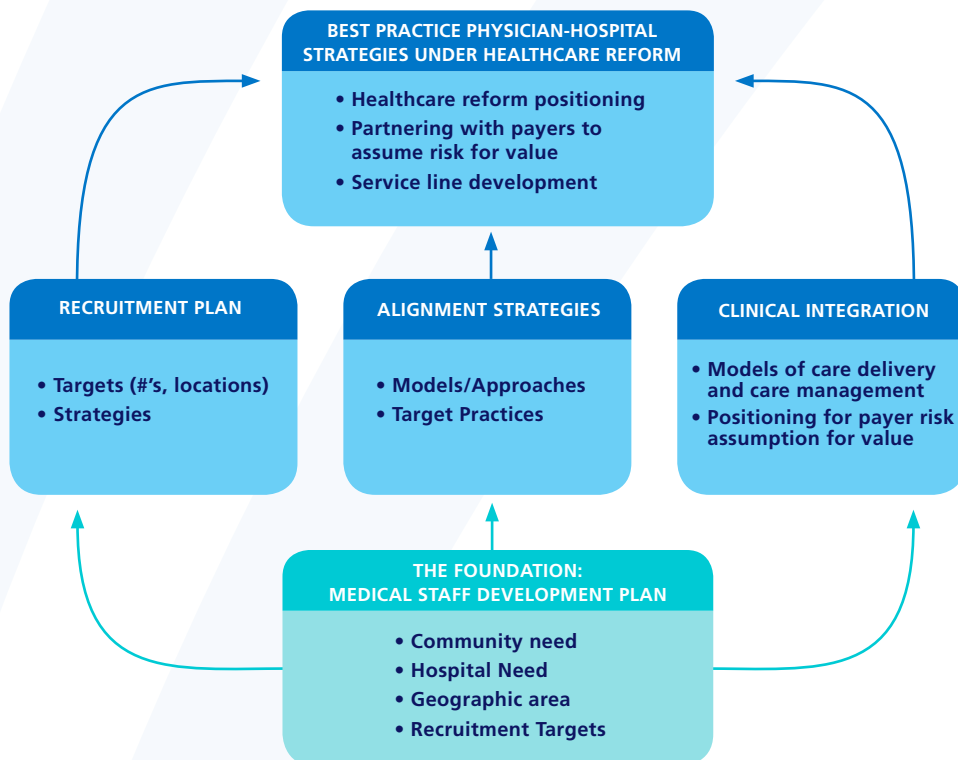 BEST PRACTICE PHYSICIAN-HOSPITAL
STRATEGIES UNDER HEALTHCARE REFORM
• Healthcare reform positioning
• Partnering with payers to
assume risk for value
• Service line development
RECRUITMENT PLAN
• Targets (#'s, locations)
• Strategies
ALIGNMENT STRATEGIES
• Models/Approaches
• Target Practices
CLINICAL INTEGRATION
• Models of care delivery
and care management
• Positioning for payer risk
assumption for value
THE FOUNDATION:
MEDICAL STAFF DEVELOPMENT PLAN
• Community need
• Hospital Need
• Geographic area
• Recruitment Targets